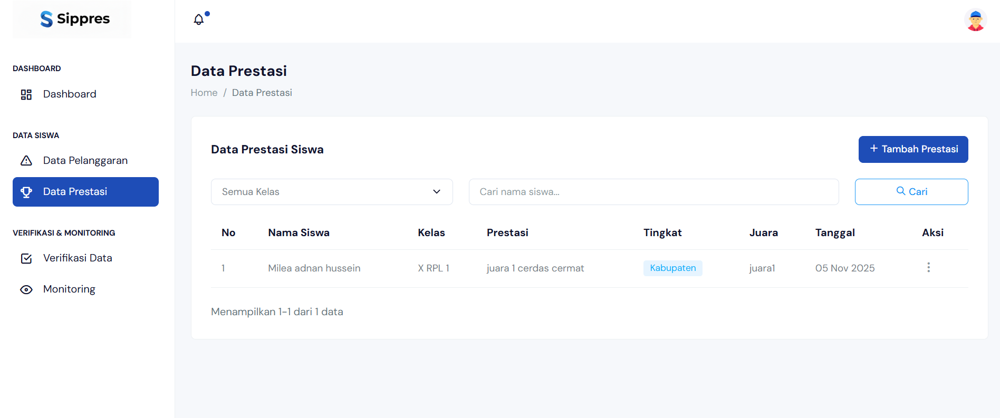 Sippres
DASHBOARD
Dashboard
DATA SISWA
Data Pelanggaran
Data Prestasi
VERIFIKASI & MONITORING
Verifikasi Data
Monitoring
Data Prestasi
Home / Data Prestasi
Data Prestasi Siswa
+ Tambah Prestasi
Semua Kelas
Cari nama siswa...
Cari
No Nama Siswa Kelas Prestasi Tingkat Juara Tanggal Aksi
1 Milea adnan hussein X RPL 1 juara 1 cerdas cermat Kabupaten juara1 05 Nov 2025
Menampilkan 1-1 dari 1 data